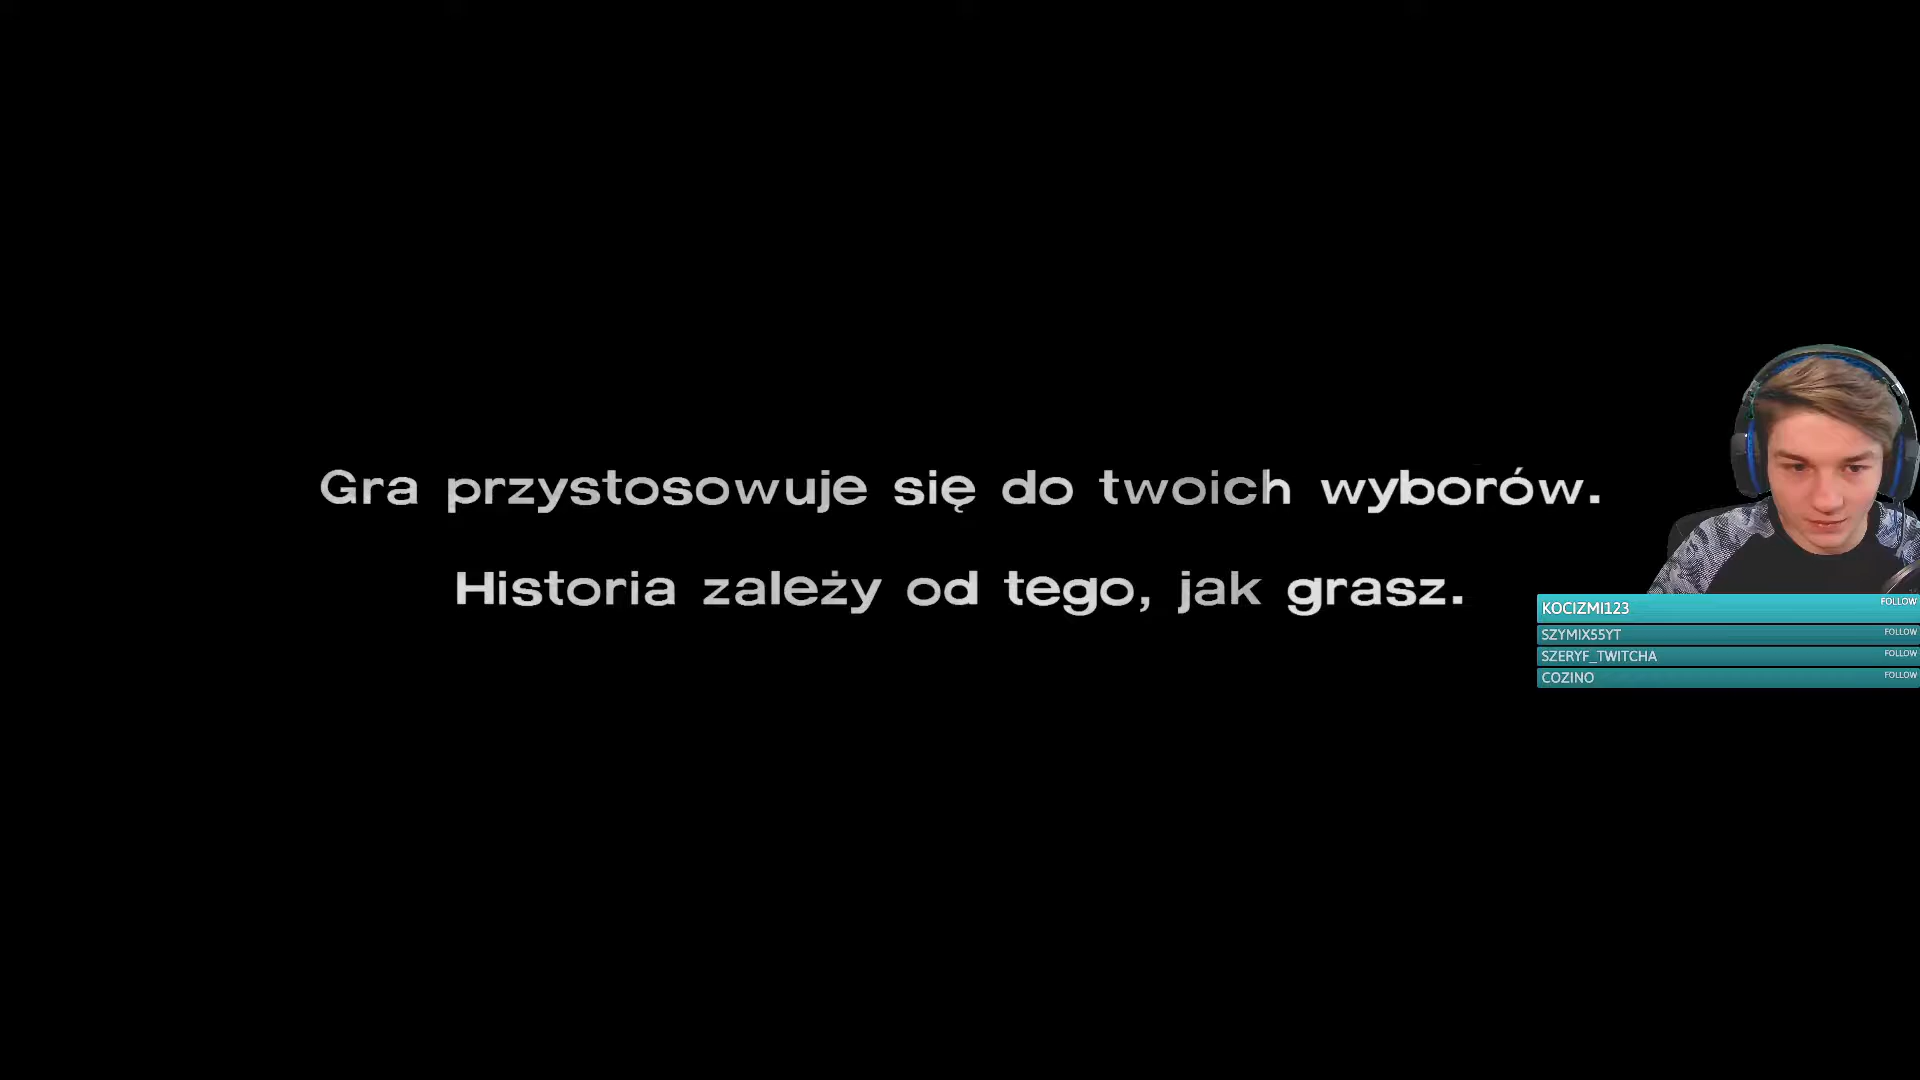 Gra przystosowuje się do twoich wyborów.
Historia zależy od tego, jak grasz.
KOCIZMI123 FOLLOW
SZYMIX55YT FOLLOW
SZERYF_TWITCHA FOLLOW
COZINO FOLLOW